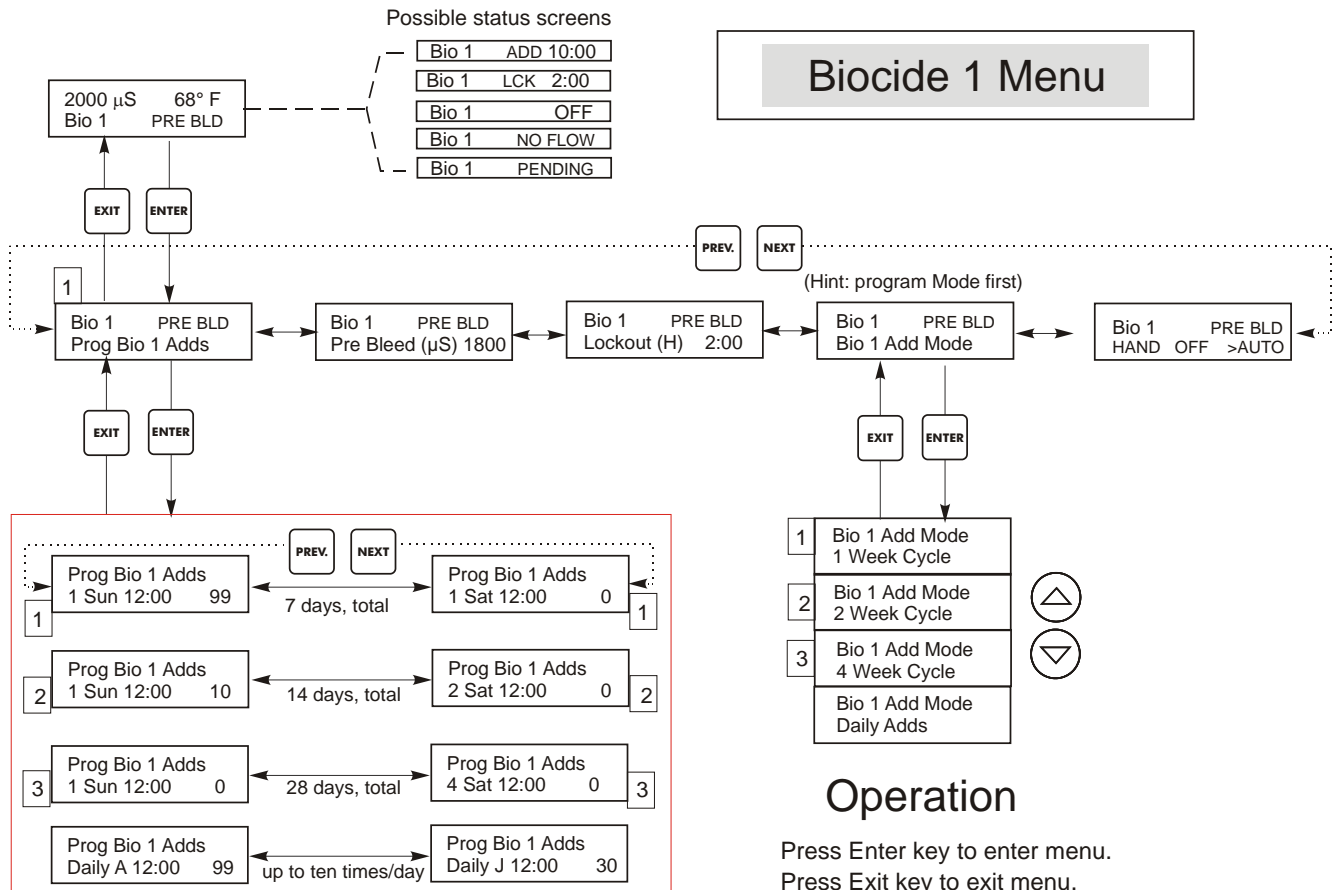 Possible status screens
Bio 1 ADD 10:00
Bio 1 LCK 2:00
Bio 1 OFF
Bio 1 NO FLOW
Bio 1 PENDING
Biocide 1 Menu
2000 µS 68° F
Bio 1 PRE BLD
EXIT ENTER
PREV. NEXT
(Hint: program Mode first)
1
Bio 1 PRE BLD
Prog Bio 1 Adds
Bio 1 PRE BLD
Pre Bleed (µS) 1800
Bio 1 PRE BLD
Lockout (H) 2:00
Bio 1 PRE BLD
Bio 1 Add Mode
Bio 1 PRE BLD
HAND OFF >AUTO
EXIT ENTER
EXIT ENTER
PREV. NEXT
Prog Bio 1 Adds
1 Sun 12:00 99
1
7 days, total
Prog Bio 1 Adds
1 Sat 12:00 0
1
Prog Bio 1 Adds
1 Sun 12:00 10
2
14 days, total
Prog Bio 1 Adds
2 Sat 12:00 0
2
Prog Bio 1 Adds
1 Sun 12:00 0
3
28 days, total
Prog Bio 1 Adds
4 Sat 12:00 0
3
Prog Bio 1 Adds
Daily A 12:00 99
up to ten times/day
Prog Bio 1 Adds
Daily J 12:00 30
1
Bio 1 Add Mode
1 Week Cycle
2
Bio 1 Add Mode
2 Week Cycle
3
Bio 1 Add Mode
4 Week Cycle
Bio 1 Add Mode
Daily Adds
Operation
Press Enter key to enter menu.
Press Exit key to exit menu.